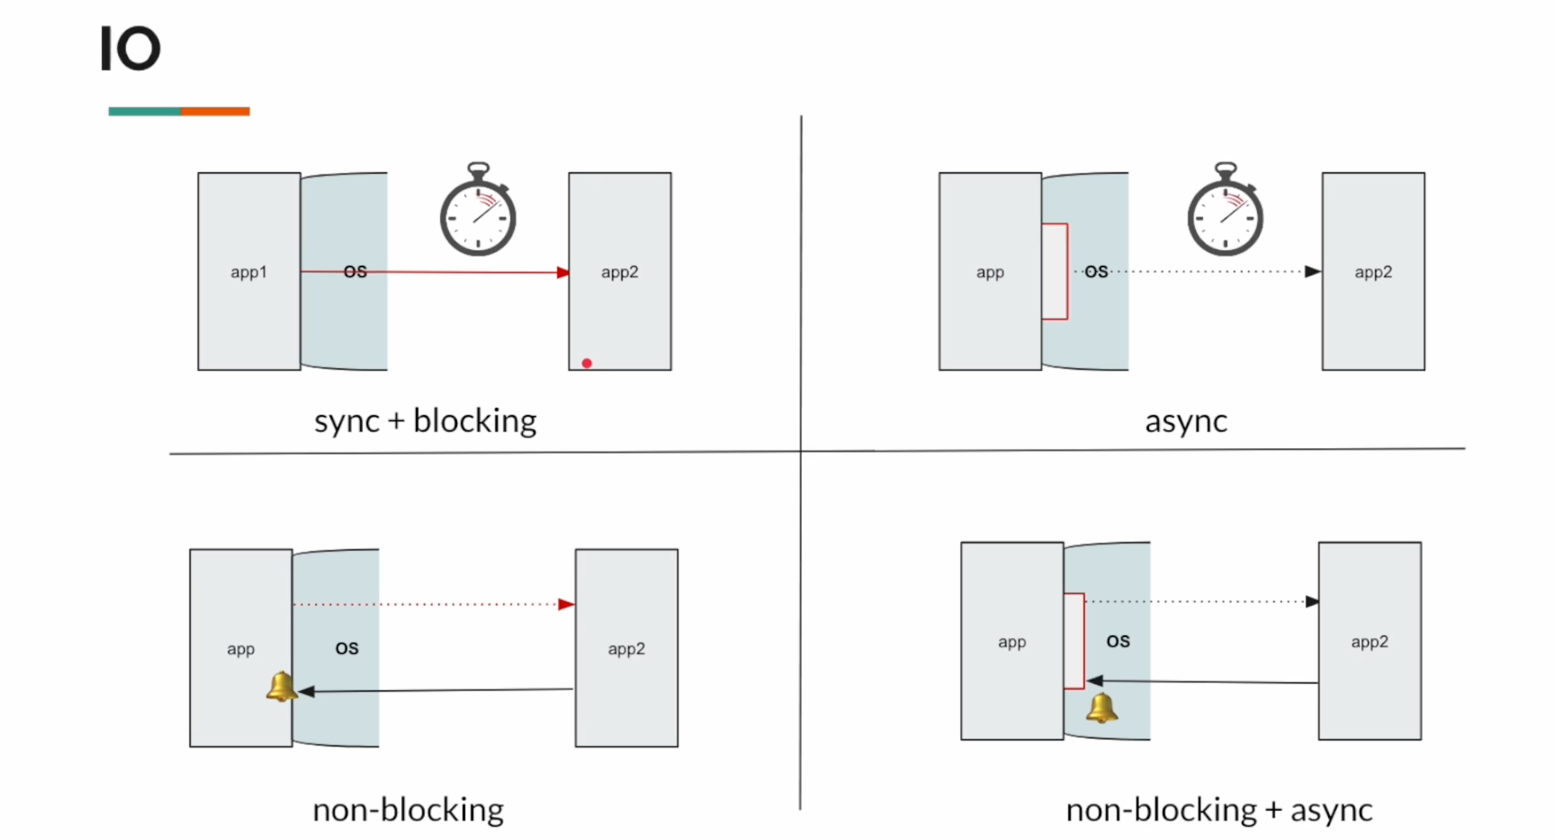 IO
app1
OS
app2
sync + blocking
app
OS
app2
async
app
OS
app2
non-blocking
app
OS
app2
non-blocking + async